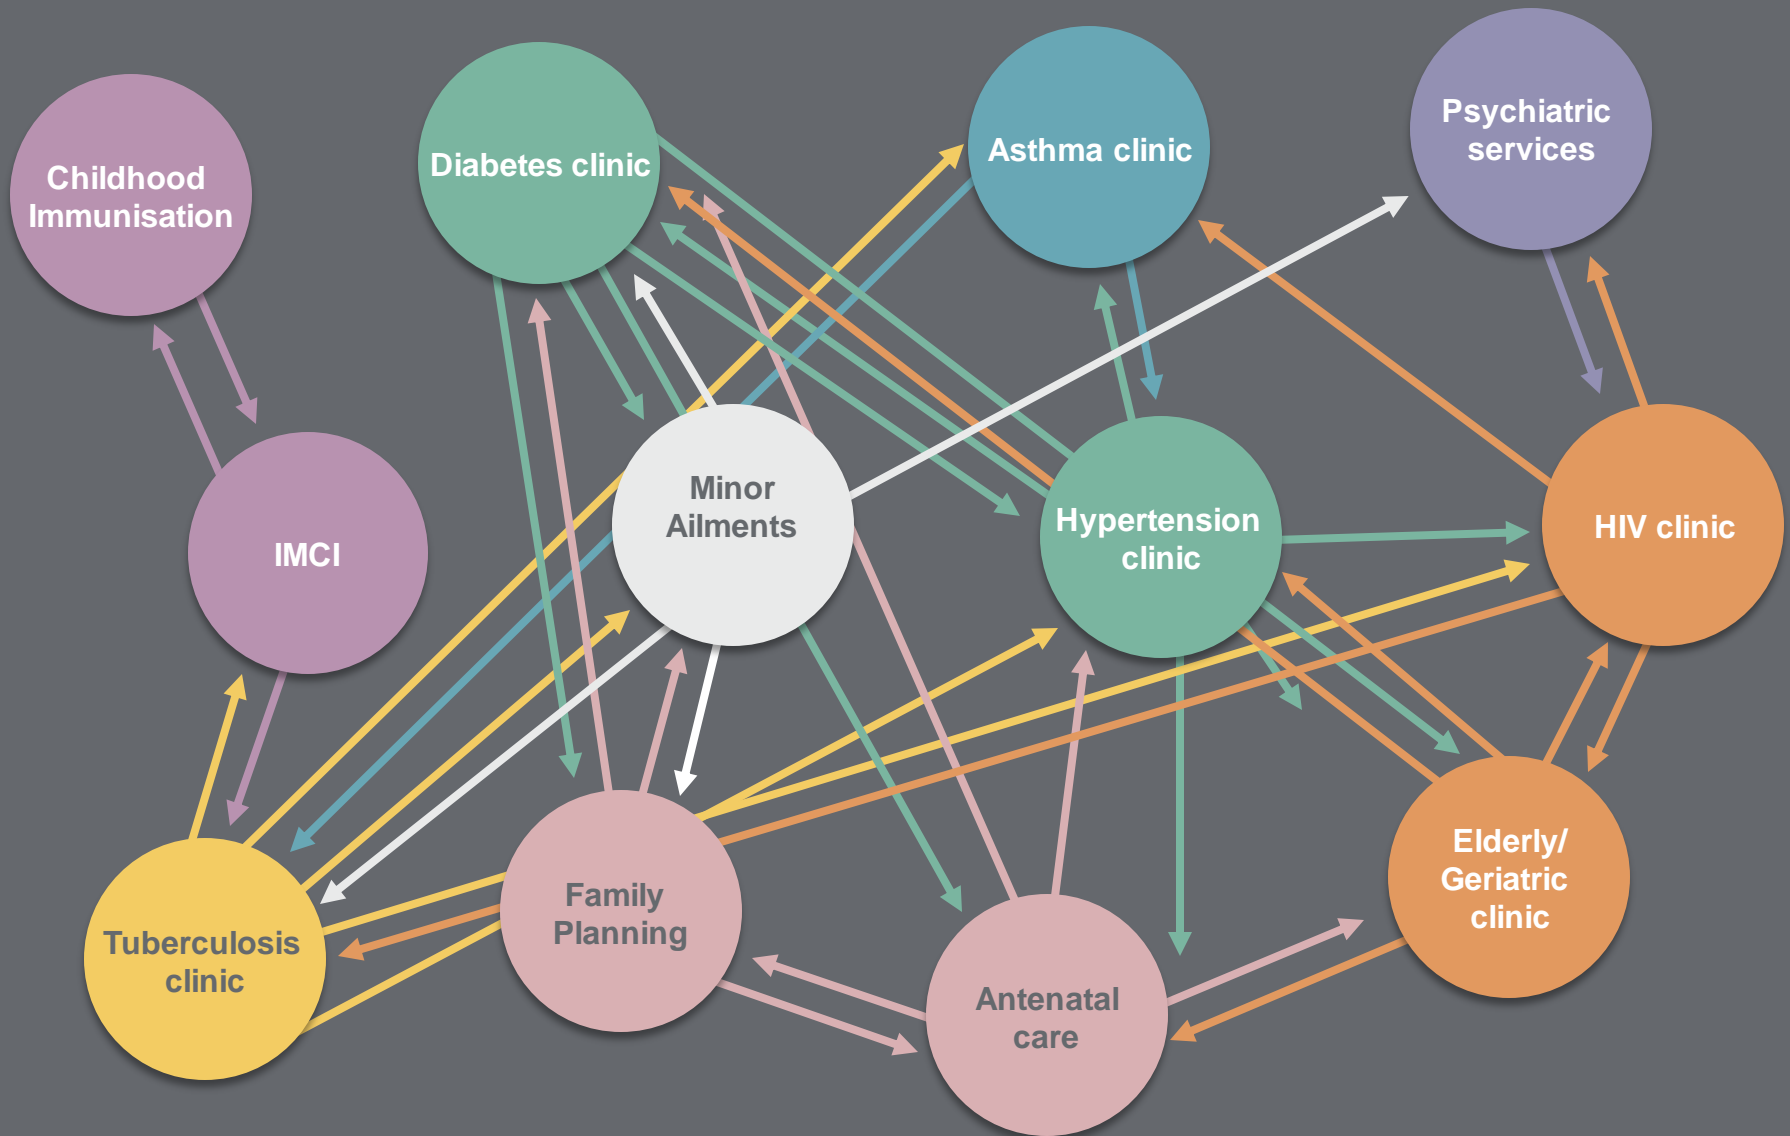 Childhood
Immunisation
Diabetes clinic
Asthma clinic
Psychiatric
services
IMCI
Minor
Ailments
Hypertension
clinic
HIV clinic
Tuberculosis
clinic
Family
Planning
Antenatal
care
Elderly/
Geriatric
clinic